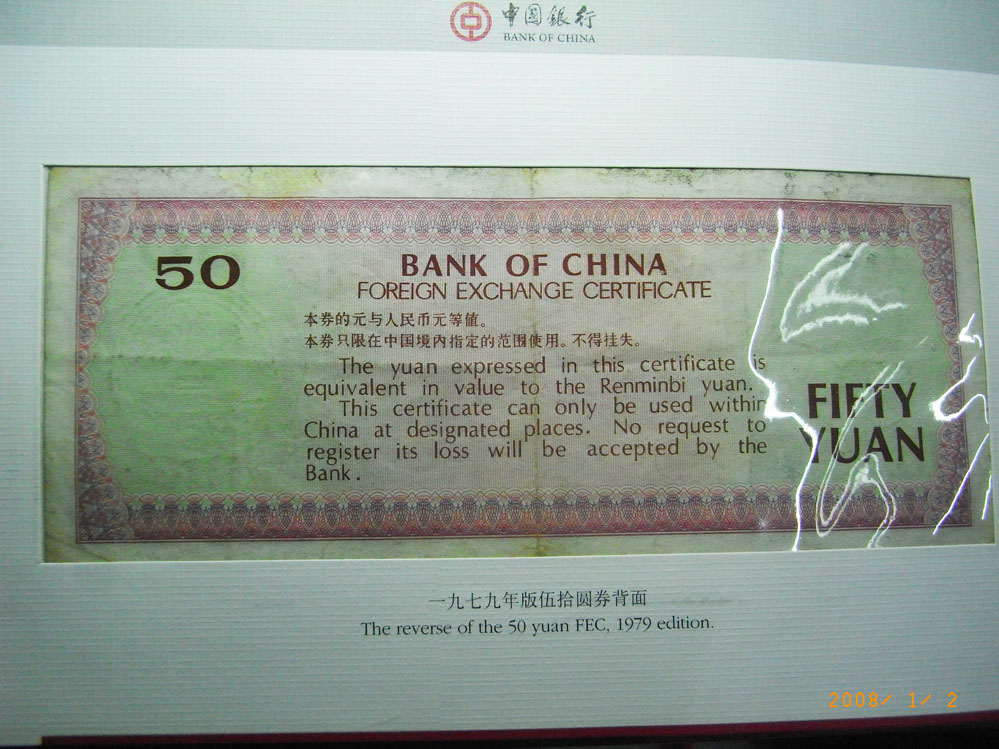 中国銀行
BANK OF CHINA
50
BANK OF CHINA
FOREIGN EXCHANGE CERTIFICATE
本券的元与人民币元等值。
本券只限在中国境内指定的范围使用。不得挂失。
The yuan expressed in this certificate is
equivalent in value to the Renminbi yuan.
This certificate can only be used within
China at designated places. No request to
register its loss will be accepted by the
Bank.
FIFTY
YUAN
一九七九年版伍拾圆券背面
The reverse of the 50 yuan FEC, 1979 edition.
2008/ 1/ 2